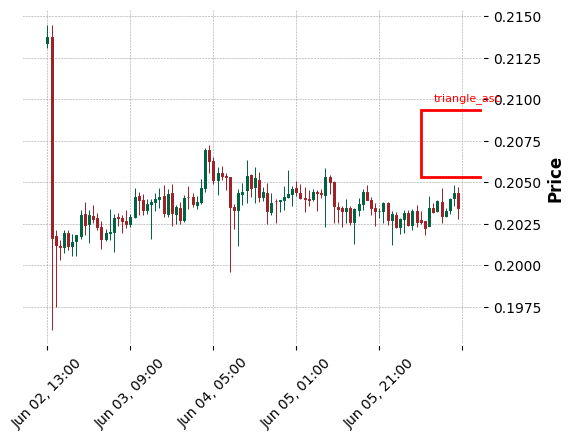 0.2150
0.2125
triangle_asc
0.2100
0.2075
0.2050
0.2025
0.2000
0.1975
Price
Jun 02, 13:00
Jun 03, 09:00
Jun 04, 05:00
Jun 05, 01:00
Jun 05, 21:00